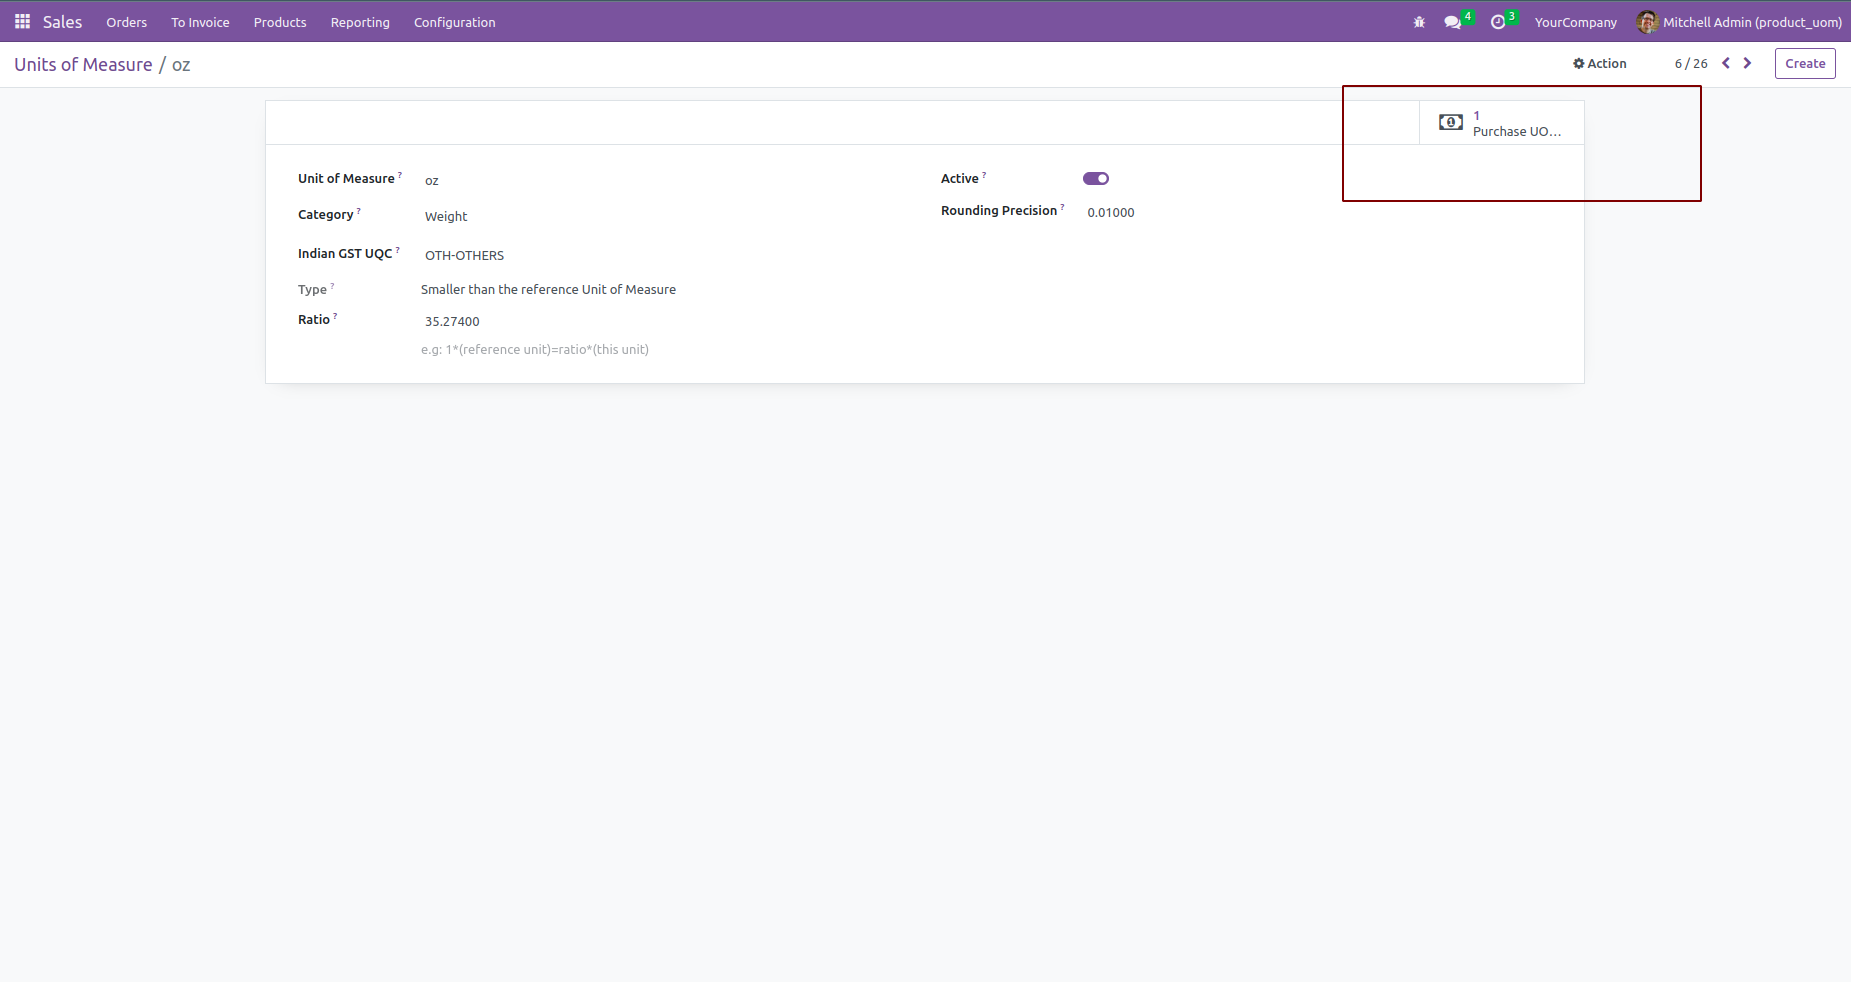 Sales Orders To Invoice Products Reporting Configuration 4 3 YourCompany Mitchell Admin (product_uom)
Units of Measure / oz Action 6 / 26 Create
1
Purchase UO...
Unit of Measure ? oz
Active ?
Category ? Weight
Rounding Precision ? 0.01000
Indian GST UQC ? OTH-OTHERS
Type ? Smaller than the reference Unit of Measure
Ratio ? 35.27400
e.g: 1*(reference unit)=ratio*(this unit)